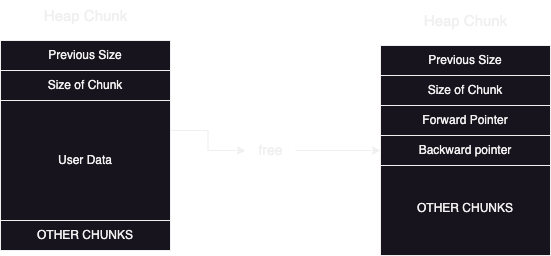 Heap Chunk
Previous Size
Size of Chunk
User Data
OTHER CHUNKS
free
Heap Chunk
Previous Size
Size of Chunk
Forward Pointer
Backward pointer
OTHER CHUNKS